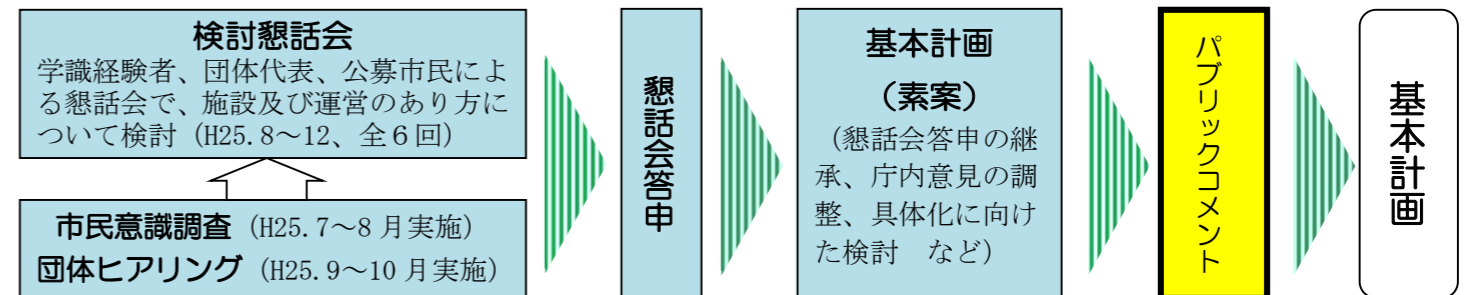 検討懇話会
学識経験者、団体代表、公募市民によ
る懇話会で、施設及び運営のあり方に
ついて検討（H25.8～12、全６回）
市民意識調査（H25.7～8 月実施）
団体ヒアリング（H25.9～10 月実施）
懇話会答申
基本計画
（素案）
（懇話会答申の継
承、庁内意見の調
整、具体化に向け
た検討　など）
パブリックコメント
基本計画